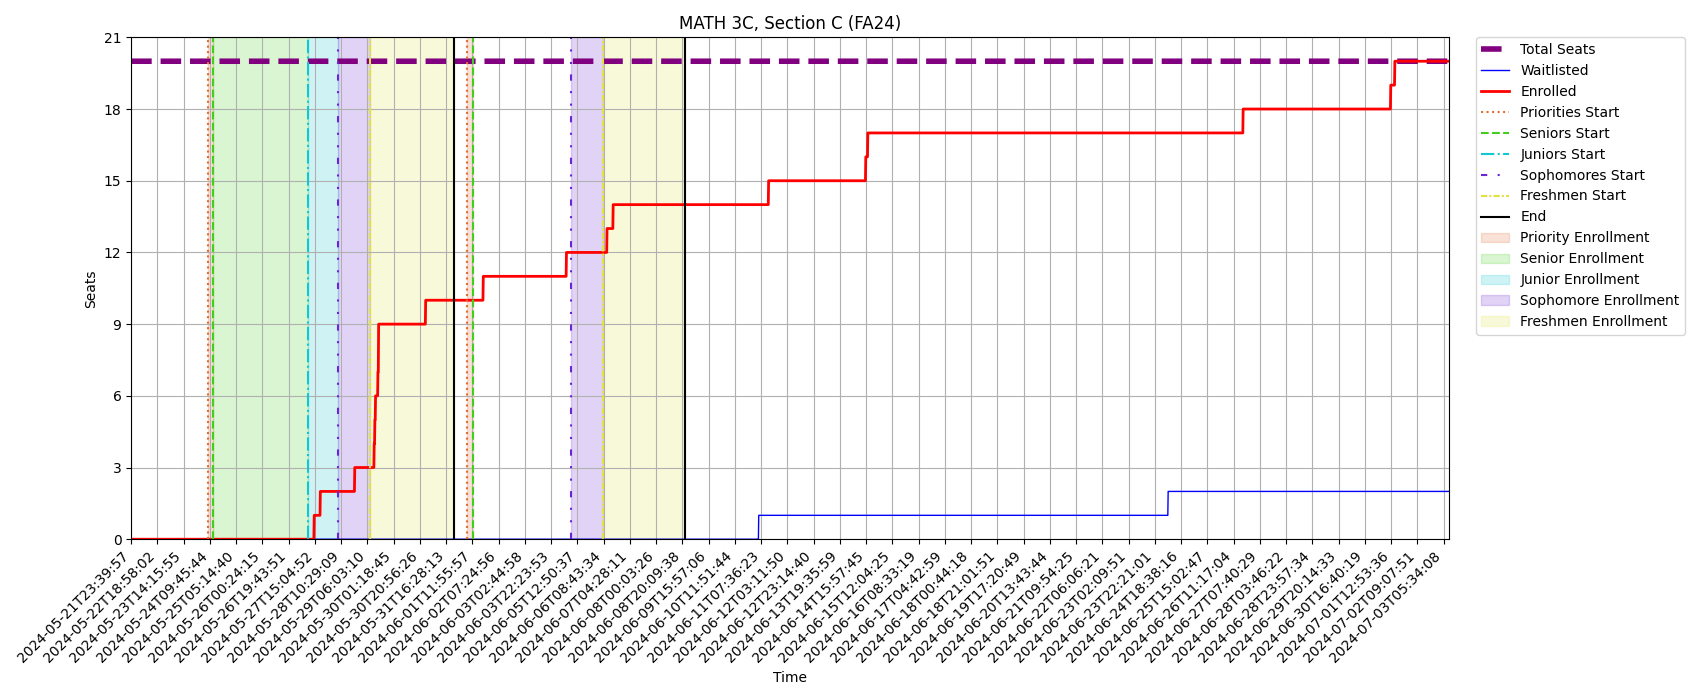 MATH 3C, Section C (FA24)
Seats
21
18
15
12
9
6
3
0
2024-05-21T23:39:57
2024-05-22T18:58:02
2024-05-23T14:15:55
2024-05-24T09:45:44
2024-05-25T05:14:40
2024-05-26T00:24:15
2024-05-26T19:43:51
2024-05-27T15:04:52
2024-05-28T10:29:09
2024-05-29T06:03:10
2024-05-30T01:18:45
2024-05-30T20:56:26
2024-05-31T16:28:13
2024-06-01T11:55:57
2024-06-02T07:24:56
2024-06-03T02:44:58
2024-06-03T22:23:53
2024-06-05T12:50:37
2024-06-06T08:43:34
2024-06-07T04:28:11
2024-06-08T00:03:26
2024-06-08T20:09:38
2024-06-09T15:57:06
2024-06-10T11:51:44
2024-06-11T07:36:23
2024-06-12T03:11:50
2024-06-12T23:14:40
2024-06-13T19:35:59
2024-06-14T15:57:45
2024-06-15T12:04:25
2024-06-16T08:33:19
2024-06-17T04:42:59
2024-06-18T00:44:18
2024-06-18T21:01:51
2024-06-19T17:20:49
2024-06-20T13:43:44
2024-06-21T09:54:25
2024-06-22T06:06:21
2024-06-23T02:09:51
2024-06-23T22:21:01
2024-06-24T18:38:16
2024-06-25T15:02:47
2024-06-26T11:17:04
2024-06-27T07:40:29
2024-06-28T03:46:22
2024-06-28T23:57:34
2024-06-29T20:14:33
2024-06-30T16:40:19
2024-07-01T12:53:36
2024-07-02T09:07:51
2024-07-03T05:34:08
Time
Total Seats
Waitlisted
Enrolled
Priorities Start
Seniors Start
Juniors Start
Sophomores Start
Freshmen Start
End
Priority Enrollment
Senior Enrollment
Junior Enrollment
Sophomore Enrollment
Freshmen Enrollment